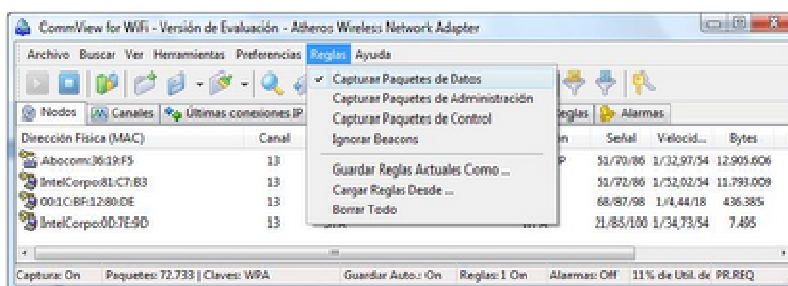 CommView for WiFi - Versión de Evaluación - Atheros Wireless Network Adapter
Archivo Buscar Ver Herramientas Preferencias Reglas Ayuda
Capturar Paquetes de Datos
Capturar Paquetes de Administración
Capturar Paquetes de Control
Ignorar Beacons
Guardar Reglas Actuales Como ...
Cargar Reglas Desde ...
Borrar Todo
Nodos Canales Últimas conexiones IP eglas Alarmas
Dirección Física (MAC) Canal ón Señal Velocid... Bytes
Abocom:36:19:F5 13 P 51/70/86 1/32,97/54 12.905.606
IntelCorpo:81:C7:B3 13 51/72/86 1/52,02/54 11.793.009
00:1C:BF:12:80:DE 13 68/87/98 1/4,44/18 436.385
IntelCorpo:0D:7E:9D 13 21/85/100 1/34,73/54 7.495
Captura: On Paquetes: 72.733 | Claves: WPA Guardar Auto.: On Reglas: 1 On Alarmas: Off 11% de Util. de PR.REQ